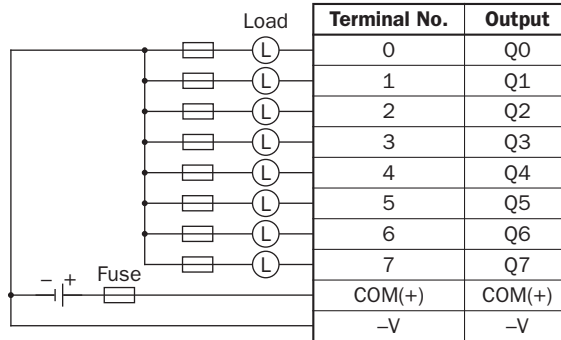 Load Terminal No. Output
L 0 Q0
L 1 Q1
L 2 Q2
L 3 Q3
L 4 Q4
L 5 Q5
L 6 Q6
L 7 Q7
– + Fuse COM(+) COM(+)
–V –V